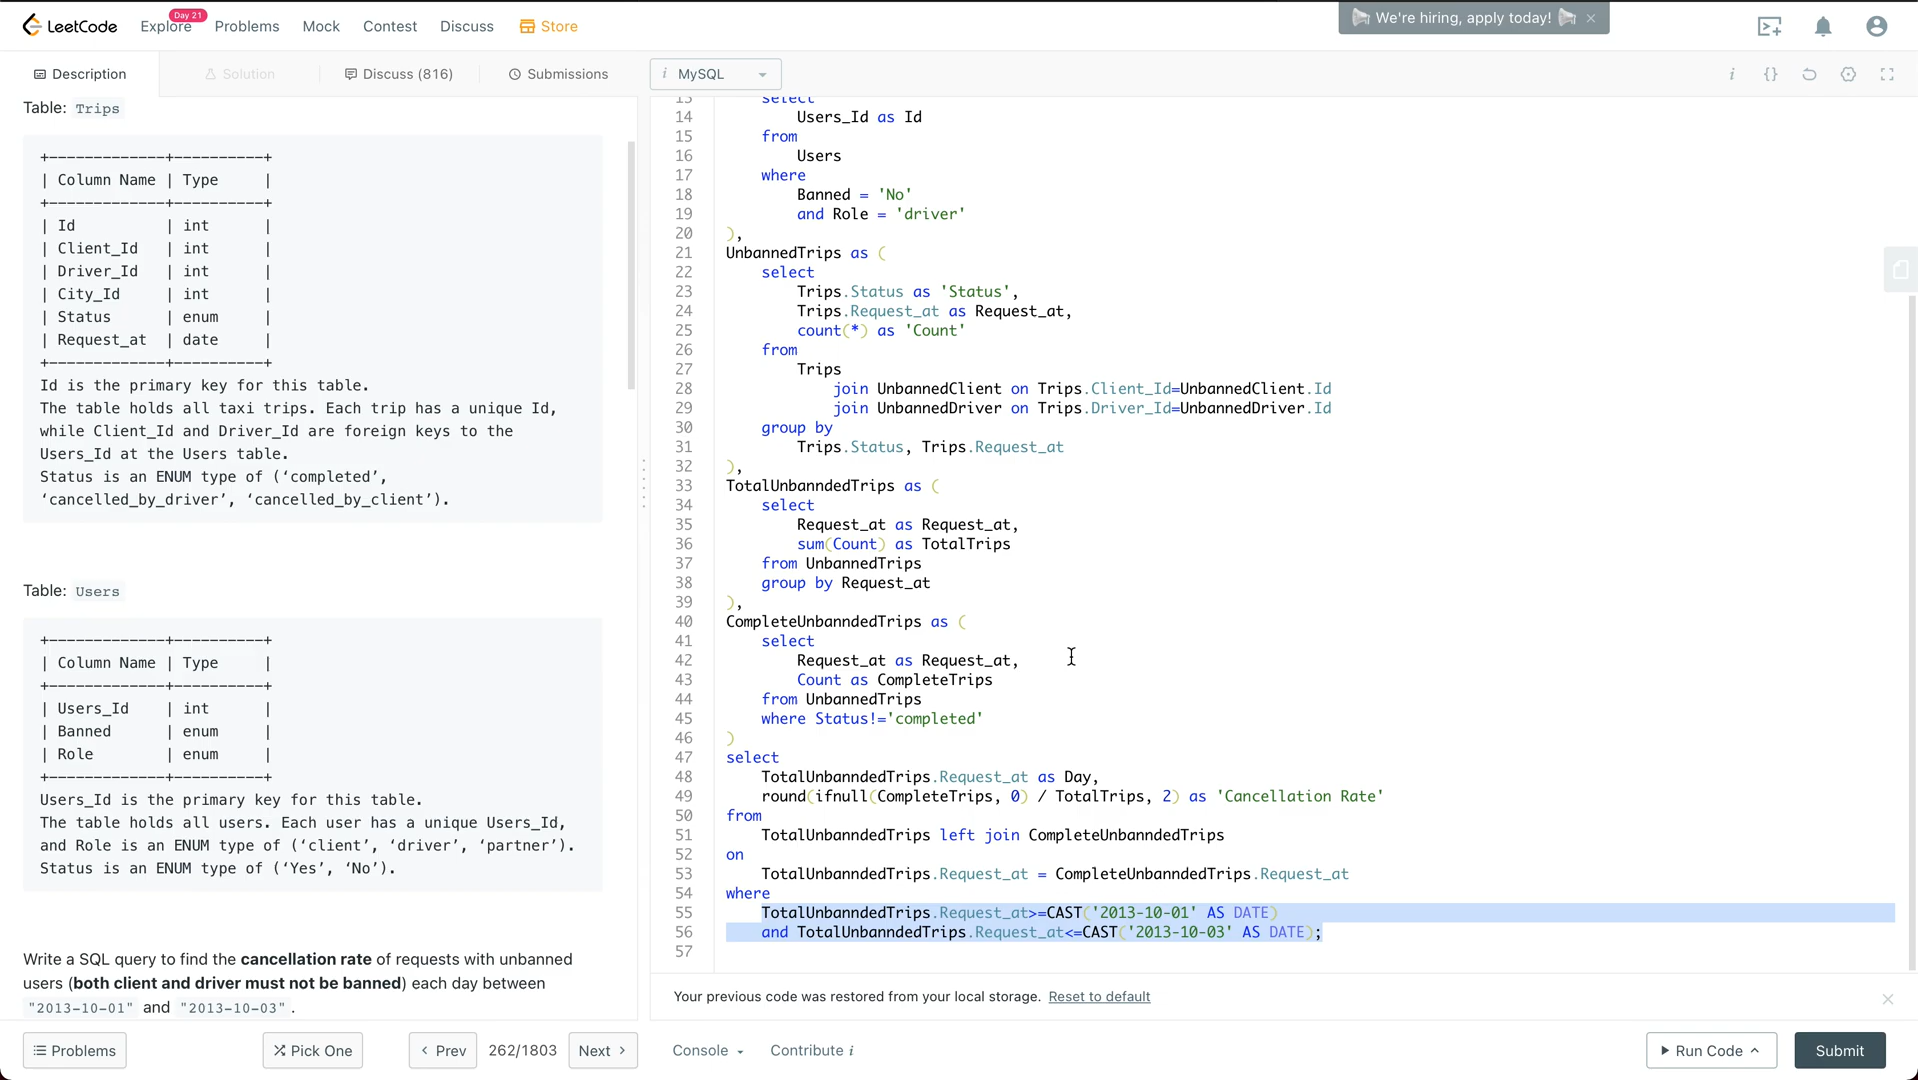 LeetCode
Explore
Day 21
Problems
Mock
Contest
Discuss
Store
We're hiring, apply today!
Description
Solution
Discuss (816)
Submissions
i MySQL
Table: Trips
+-------------+----------+
| Column Name | Type     |
+-------------+----------+
| Id          | int      |
| Client_Id   | int      |
| Driver_Id   | int      |
| City_Id     | int      |
| Status      | enum     |
| Request_at  | date     |
+-------------+----------+
Id is the primary key for this table.
The table holds all taxi trips. Each trip has a unique Id,
while Client_Id and Driver_Id are foreign keys to the
Users_Id at the Users table.
Status is an ENUM type of (‘completed’,
‘cancelled_by_driver’, ‘cancelled_by_client’).
Table: Users
+-------------+----------+
| Column Name | Type     |
+-------------+----------+
| Users_Id    | int      |
| Banned      | enum     |
| Role        | enum     |
+-------------+----------+
Users_Id is the primary key for this table.
The table holds all users. Each user has a unique Users_Id,
and Role is an ENUM type of (‘client’, ‘driver’, ‘partner’).
Status is an ENUM type of (‘Yes’, ‘No’).
Write a SQL query to find the cancellation rate of requests with unbanned
users (both client and driver must not be banned) each day between
"2013-10-01" and "2013-10-03".
13 select
14 Users_Id as Id
15 from
16 Users
17 where
18 Banned = 'No'
19 and Role = 'driver'
20 ),
21 UnbannedTrips as (
22 select
23 Trips.Status as 'Status',
24 Trips.Request_at as Request_at,
25 count(*) as 'Count'
26 from
27 Trips
28 join UnbannedClient on Trips.Client_Id=UnbannedClient.Id
29 join UnbannedDriver on Trips.Driver_Id=UnbannedDriver.Id
30 group by
31 Trips.Status, Trips.Request_at
32 ),
33 TotalUnbanndedTrips as (
34 select
35 Request_at as Request_at,
36 sum(Count) as TotalTrips
37 from UnbannedTrips
38 group by Request_at
39 ),
40 CompleteUnbanndedTrips as (
41 select
42 Request_at as Request_at,
43 Count as CompleteTrips
44 from UnbannedTrips
45 where Status!='completed'
46 )
47 select
48 TotalUnbanndedTrips.Request_at as Day,
49 round(ifnull(CompleteTrips, 0) / TotalTrips, 2) as 'Cancellation Rate'
50 from
51 TotalUnbanndedTrips left join CompleteUnbanndedTrips
52 on
53 TotalUnbanndedTrips.Request_at = CompleteUnbanndedTrips.Request_at
54 where
55 TotalUnbanndedTrips.Request_at>=CAST('2013-10-01' AS DATE)
56 and TotalUnbanndedTrips.Request_at<=CAST('2013-10-03' AS DATE);
57
Your previous code was restored from your local storage. Reset to default
Problems
Pick One
Prev
262/1803
Next
Console
Contribute i
Run Code
Submit